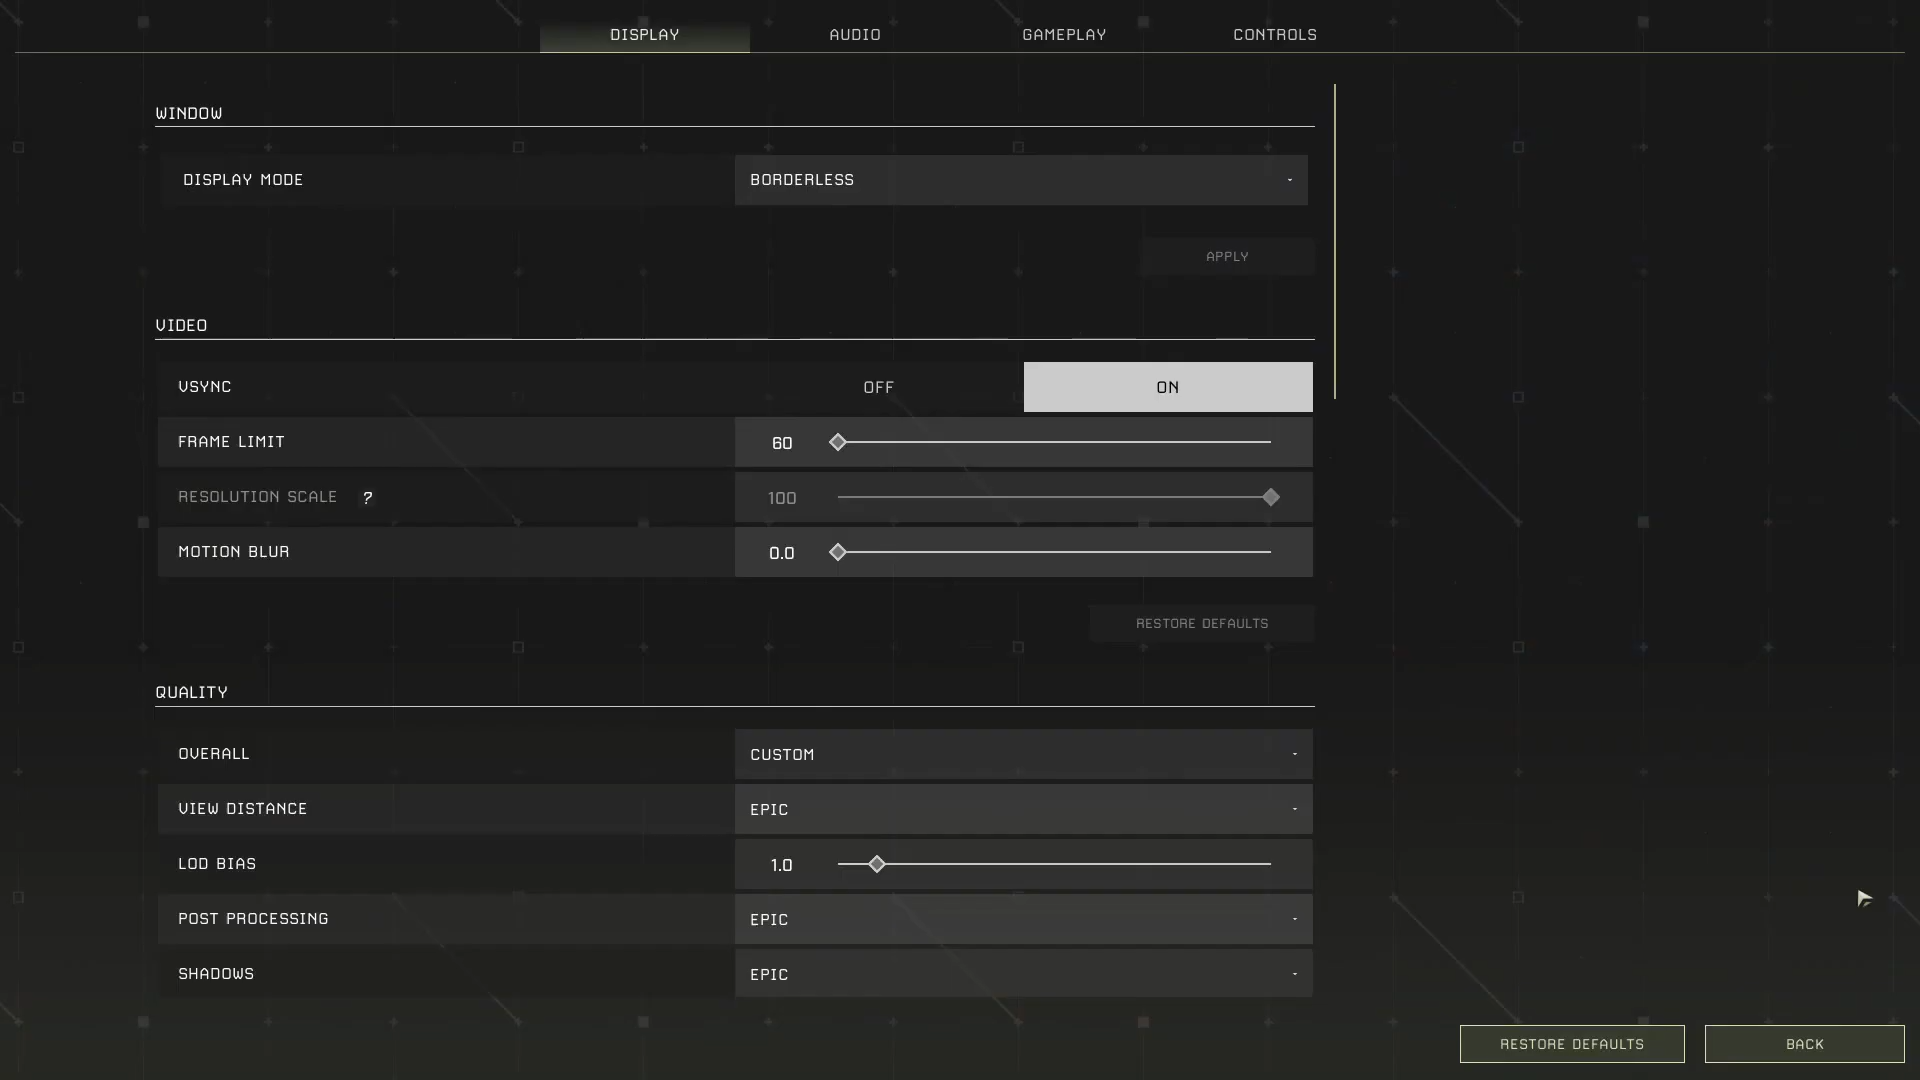 DISPLAY AUDIO GAMEPLAY CONTROLS
WINDOW
DISPLAY MODE BORDERLESS
APPLY
VIDEO
VSYNC OFF ON
FRAME LIMIT 60
RESOLUTION SCALE ? 100
MOTION BLUR 0.0
RESTORE DEFAULTS
QUALITY
OVERALL CUSTOM
VIEW DISTANCE EPIC
LOD BIAS 1.0
POST PROCESSING EPIC
SHADOWS EPIC
RESTORE DEFAULTS BACK